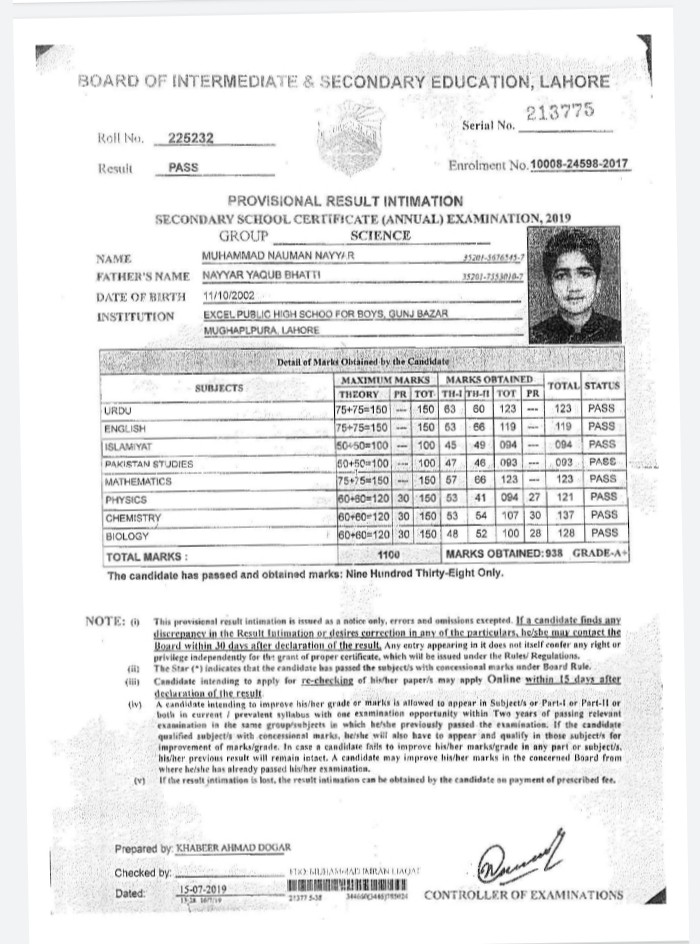 BOARD OF INTERMEDIATE & SECONDARY EDUCATION, LAHORE
Serial No. 213775
Roll No. 225232
Result PASS
Enrolment No. 10008-24598-2017
PROVISIONAL RESULT INTIMATION
SECONDARY SCHOOL CERTIFICATE (ANNUAL) EXAMINATION, 2019
GROUP SCIENCE
NAME MUHAMMAD NAUMAN NAYYAR
FATHER'S NAME NAYYAR YAQUB BHATTI
DATE OF BIRTH 11/10/2002
INSTITUTION EXCEL PUBLIC HIGH SCHOO FOR BOYS, GUNJ BAZAR
MUGHAPLPURA, LAHORE
Detail of Marks Obtained by the Candidate
SUBJECTS MAXIMUM MARKS MARKS OBTAINED TOTAL STATUS
THEORY PR TOT TH-I TH-II TOT PR
URDU 75+75=150 --- 150 63 60 123 --- 123 PASS
ENGLISH 75+75=150 --- 150 53 66 119 --- 119 PASS
ISLAMIYAT 50+50=100 --- 100 45 49 094 --- 094 PASS
PAKISTAN STUDIES 50+50=100 --- 100 47 46 093 --- 093 PASS
MATHEMATICS 75+75=150 --- 150 57 66 123 --- 123 PASS
PHYSICS 60+60=120 30 150 53 41 094 27 121 PASS
CHEMISTRY 60+60=120 30 150 53 54 107 30 137 PASS
BIOLOGY 60+60=120 30 150 48 52 100 28 128 PASS
TOTAL MARKS : 1100 MARKS OBTAINED:938 GRADE-A+
The candidate has passed and obtained marks: Nine Hundred Thirty-Eight Only.
NOTE: (i) This provisional result intimation is issued as a notice only, errors and omissions excepted. If a candidate finds any
discrepancy in the Result Intimation or desires correction in any of the particulars, he/she may contact the
Board within 30 days after declaration of the result. Any entry appearing in it does not itself confer any right or
privilege independently for the grant of proper certificate, which will be issued under the Rules/ Regulations.
(ii) The Star (*) indicates that the candidate has passed the subject/s with concessional marks under Board Rule.
(iii) Candidate intending to apply for re-checking of his/her paper/s may apply Online within 15 days after
declaration of the result.
(iv) A candidate intending to improve his/her grade or marks is allowed to appear in Subject/s or Part-I or Part-II or
both in current / prevalent syllabus with one examination opportunity within Two years of passing relevant
examination in the same group/subjects in which he/she previously passed the examination. If the candidate
qualified subject/s with concessional marks, he/she will also have to appear and qualify in those subject/s for
improvement of marks/grade. In case a candidate fails to improve his/her marks/grade in any part or subject/s,
his/her previous result will remain intact. A candidate may improve his/her marks in the concerned Board from
where he/she has already passed his/her examination.
(v) If the result intimation is lost, the result intimation can be obtained by the candidate on payment of prescribed fee.
Prepared by: KHABEER AHMAD DOGAR
Checked by:
Dated: 15-07-2019
CONTROLLER OF EXAMINATIONS